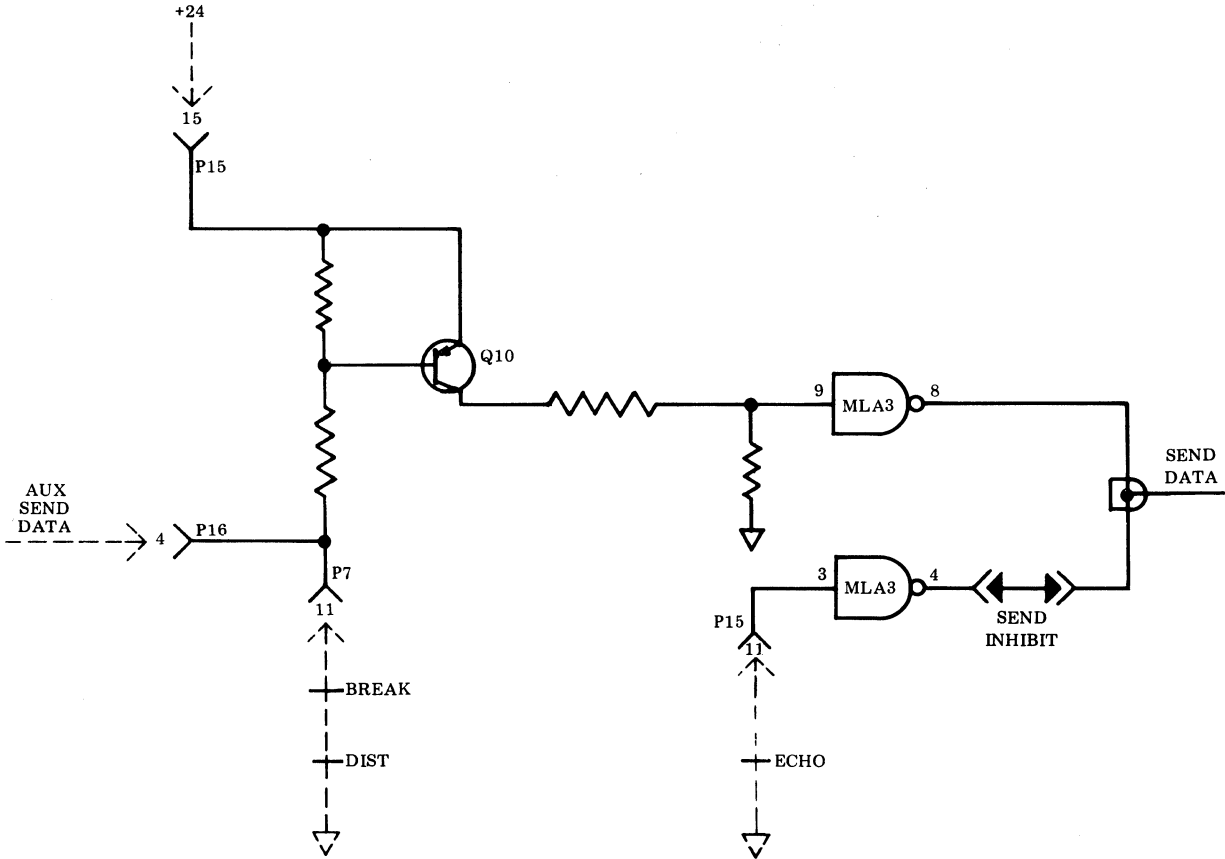 +24
15
P15
Q10
9
MLA3
8
SEND
DATA
AUX
SEND
DATA
4
P16
P7
11
3
MLA3
4
P15
11
SEND
INHIBIT
BREAK
DIST
ECHO